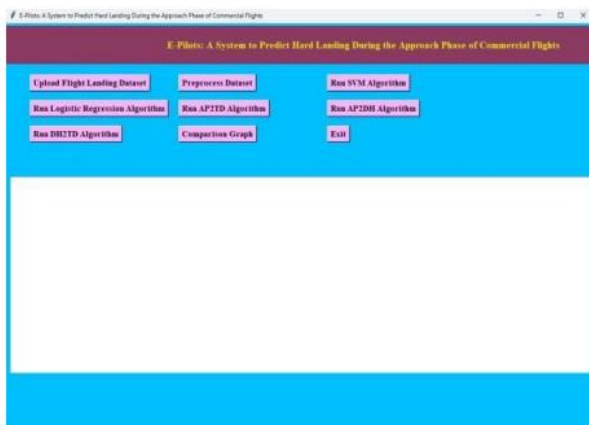 E-Pilots: A System to Predict Hard Landing During the Approach Phase of Commercial Flights
E-Pilots: A System to Predict Hard Landing During the Approach Phase of Commercial Flights
Upload Flight Landing Dataset Preprocess Dataset Run SVM Algorithm
Run Logistic Regression Algorithm Run AP2TD Algorithm Run AP2DH Algorithm
Run DH2TD Algorithm Comparison Graph Exit